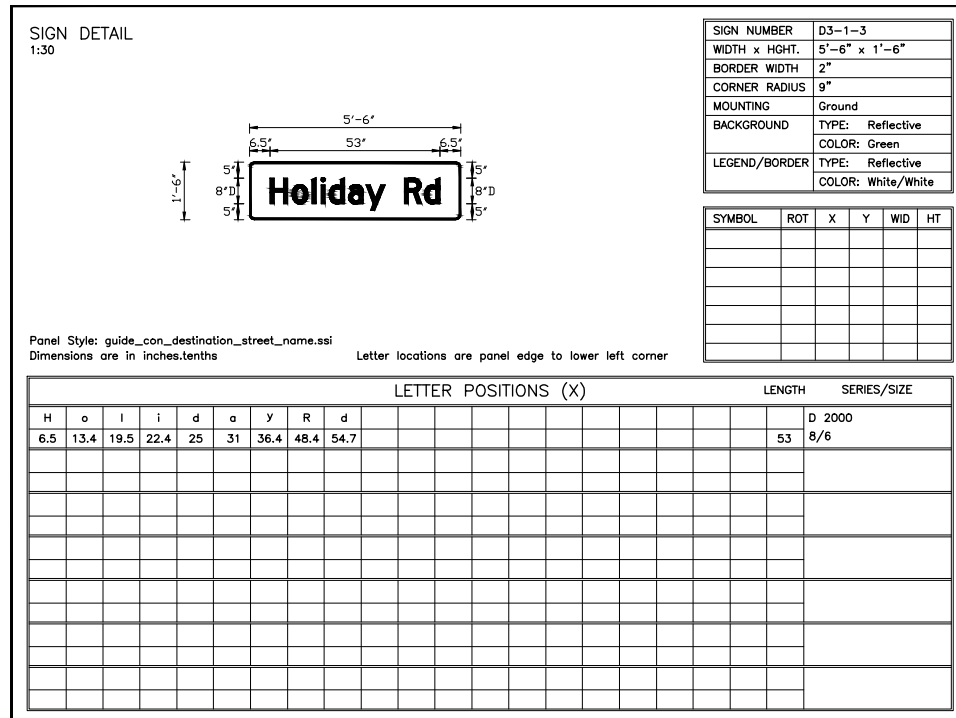 SIGN DETAIL
1:30
5'-6"
6.5" 53" 6.5"
1'-6"
5" 5"
8"D 8"D
5" 5"
Holiday Rd
SIGN NUMBER D3-1-3
WIDTH x HGHT. 5'-6" x 1'-6"
BORDER WIDTH 2"
CORNER RADIUS 9"
MOUNTING Ground
BACKGROUND TYPE: Reflective
COLOR: Green
LEGEND/BORDER TYPE: Reflective
COLOR: White/White
SYMBOL ROT X Y WID HT
Panel Style: guide_con_destination_street_name.ssi
Dimensions are in inches.tenths Letter locations are panel edge to lower left corner
LETTER POSITIONS (X) LENGTH SERIES/SIZE
H o l i d a y R d D 2000
6.5 13.4 19.5 22.4 25 31 36.4 48.4 54.7 53 8/6